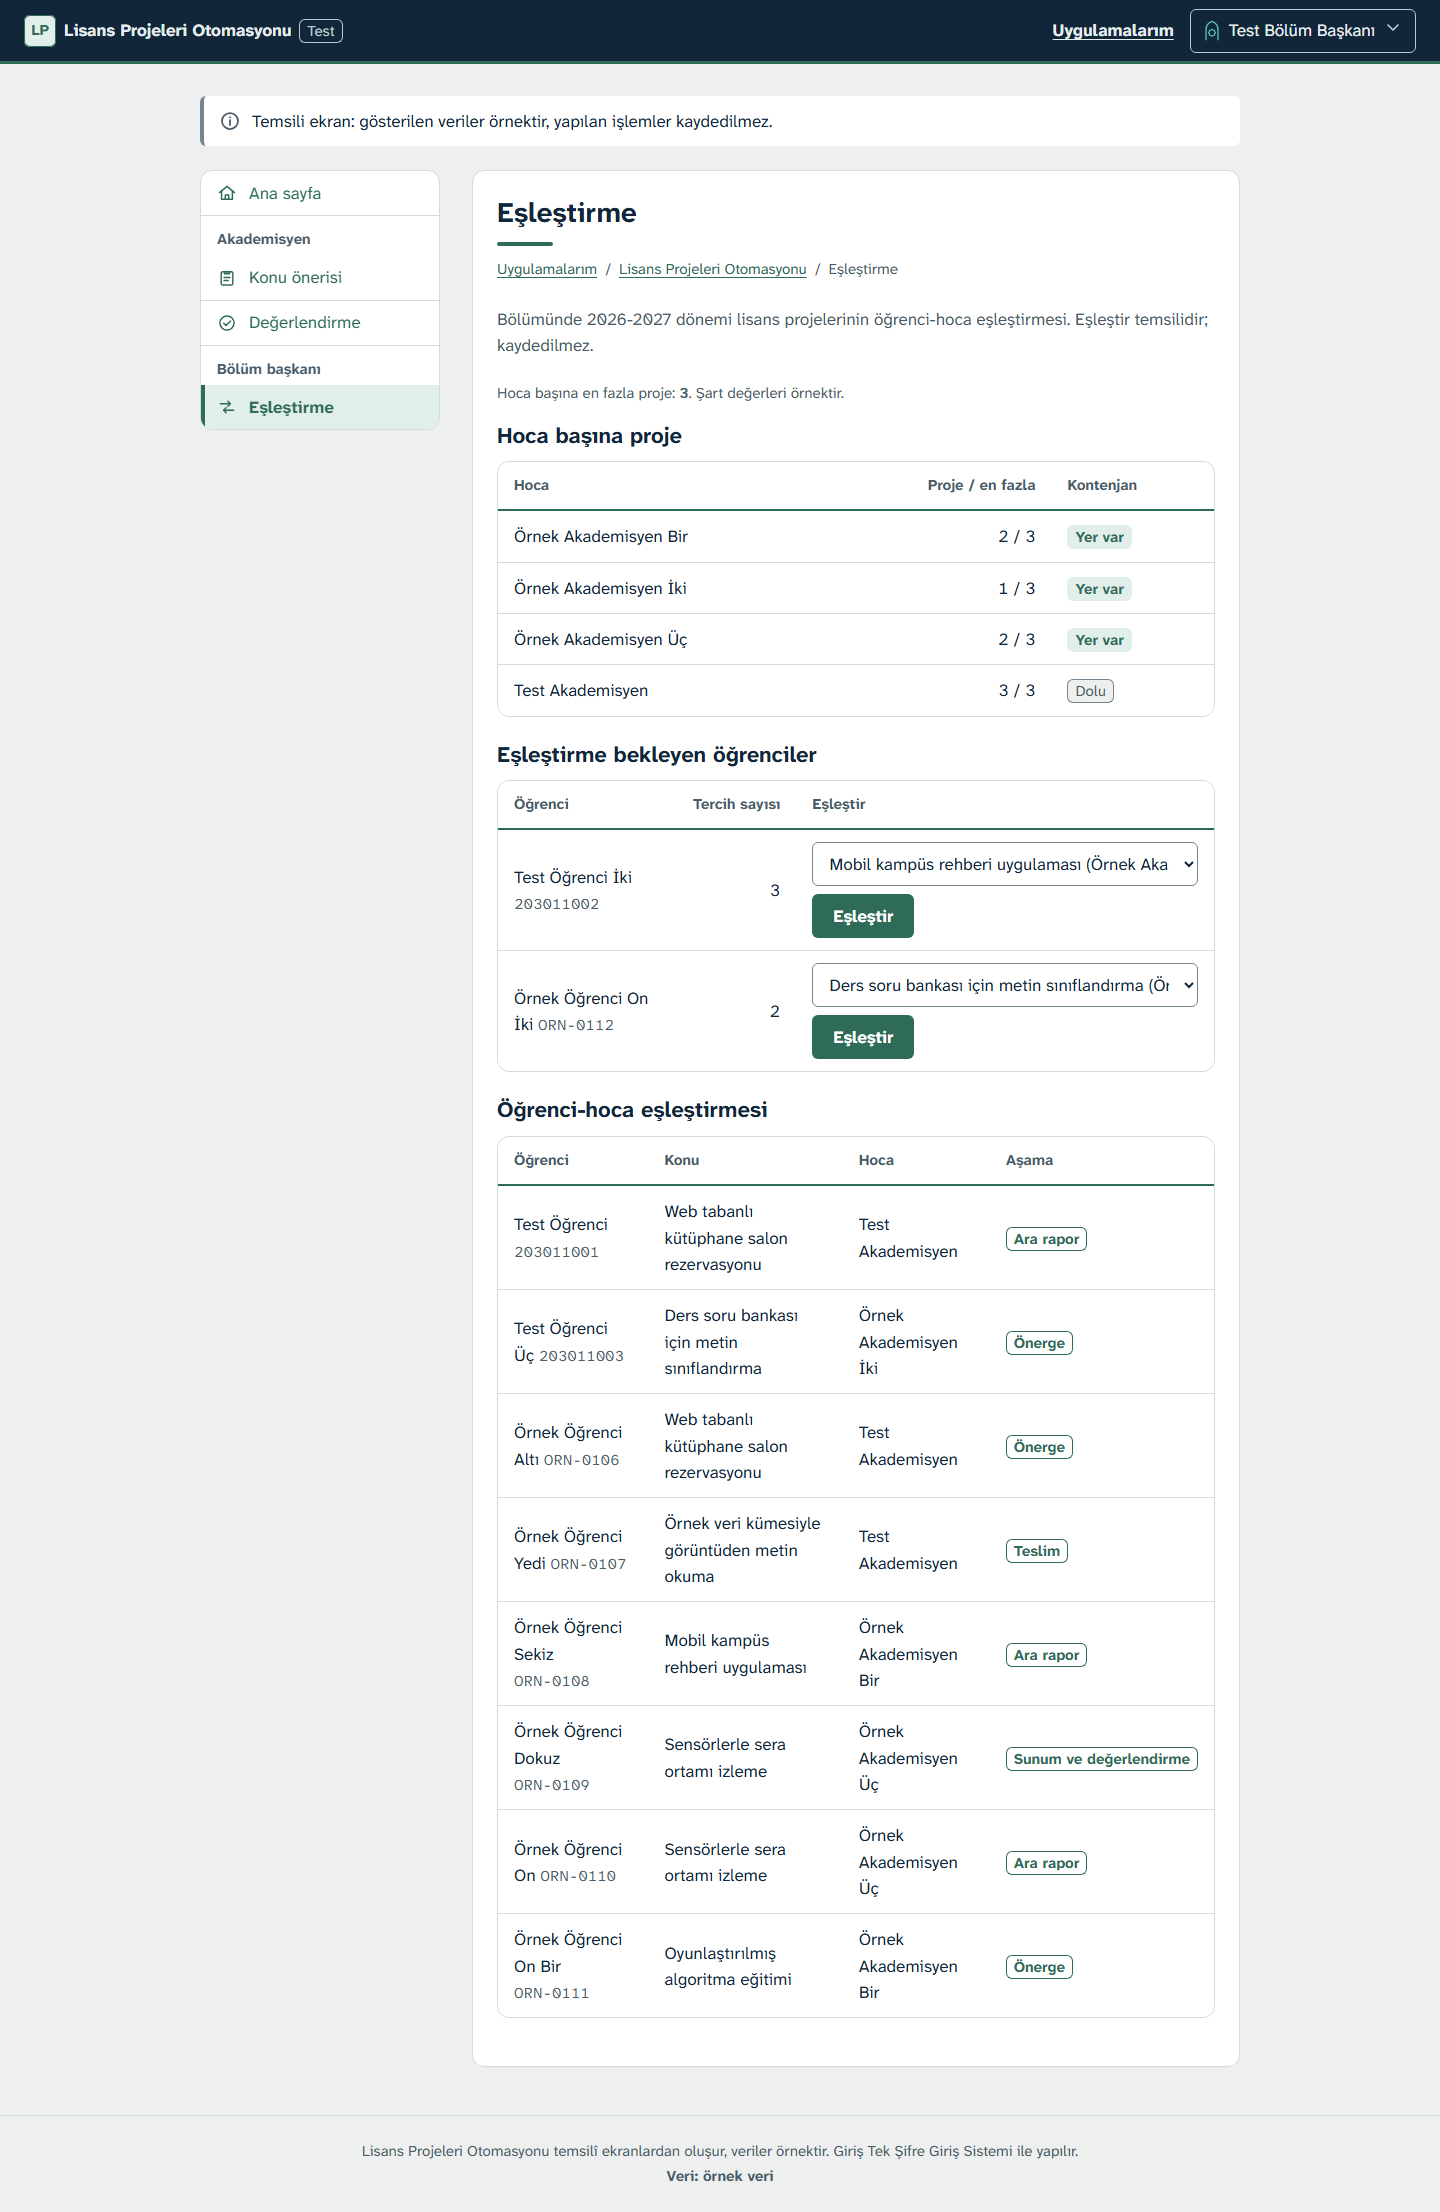 LP Lisans Projeleri Otomasyonu Test
Uygulamalarım
Test Bölüm Başkanı
Temsili ekran: gösterilen veriler örnektir, yapılan işlemler kaydedilmez.
Ana sayfa
Akademisyen
Konu önerisi
Değerlendirme
Bölüm başkanı
Eşleştirme
Eşleştirme
Uygulamalarım / Lisans Projeleri Otomasyonu / Eşleştirme
Bölümünde 2026-2027 dönemi lisans projelerinin öğrenci-hoca eşleştirmesi. Eşleştir temsilidir;
kaydedilmez.
Hoca başına en fazla proje: 3. Şart değerleri örnektir.
Hoca başına proje
Hoca Proje / en fazla Kontenjan
Örnek Akademisyen Bir 2 / 3 Yer var
Örnek Akademisyen İki 1 / 3 Yer var
Örnek Akademisyen Üç 2 / 3 Yer var
Test Akademisyen 3 / 3 Dolu
Eşleştirme bekleyen öğrenciler
Öğrenci Tercih sayısı Eşleştir
Test Öğrenci İki
203011002
3
Mobil kampüs rehberi uygulaması (Örnek Aka
Eşleştir
Örnek Öğrenci On
İki ORN-0112
2
Ders soru bankası için metin sınıflandırma (Ör
Eşleştir
Öğrenci-hoca eşleştirmesi
Öğrenci Konu Hoca Aşama
Test Öğrenci
203011001
Web tabanlı
kütüphane salon
rezervasyonu
Test
Akademisyen
Ara rapor
Test Öğrenci
Üç 203011003
Ders soru bankası
için metin
sınıflandırma
Örnek
Akademisyen
İki
Önerge
Örnek Öğrenci
Altı ORN-0106
Web tabanlı
kütüphane salon
rezervasyonu
Test
Akademisyen
Önerge
Örnek Öğrenci
Yedi ORN-0107
Örnek veri kümesiyle
görüntüden metin
okuma
Test
Akademisyen
Teslim
Örnek Öğrenci
Sekiz
ORN-0108
Mobil kampüs
rehberi uygulaması
Örnek
Akademisyen
Bir
Ara rapor
Örnek Öğrenci
Dokuz
ORN-0109
Sensörlerle sera
ortamı izleme
Örnek
Akademisyen
Üç
Sunum ve değerlendirme
Örnek Öğrenci
On ORN-0110
Sensörlerle sera
ortamı izleme
Örnek
Akademisyen
Üç
Ara rapor
Örnek Öğrenci
On Bir
ORN-0111
Oyunlaştırılmış
algoritma eğitimi
Örnek
Akademisyen
Bir
Önerge
Lisans Projeleri Otomasyonu temsilî ekranlardan oluşur, veriler örnektir. Giriş Tek Şifre Giriş Sistemi ile yapılır.
Veri: örnek veri